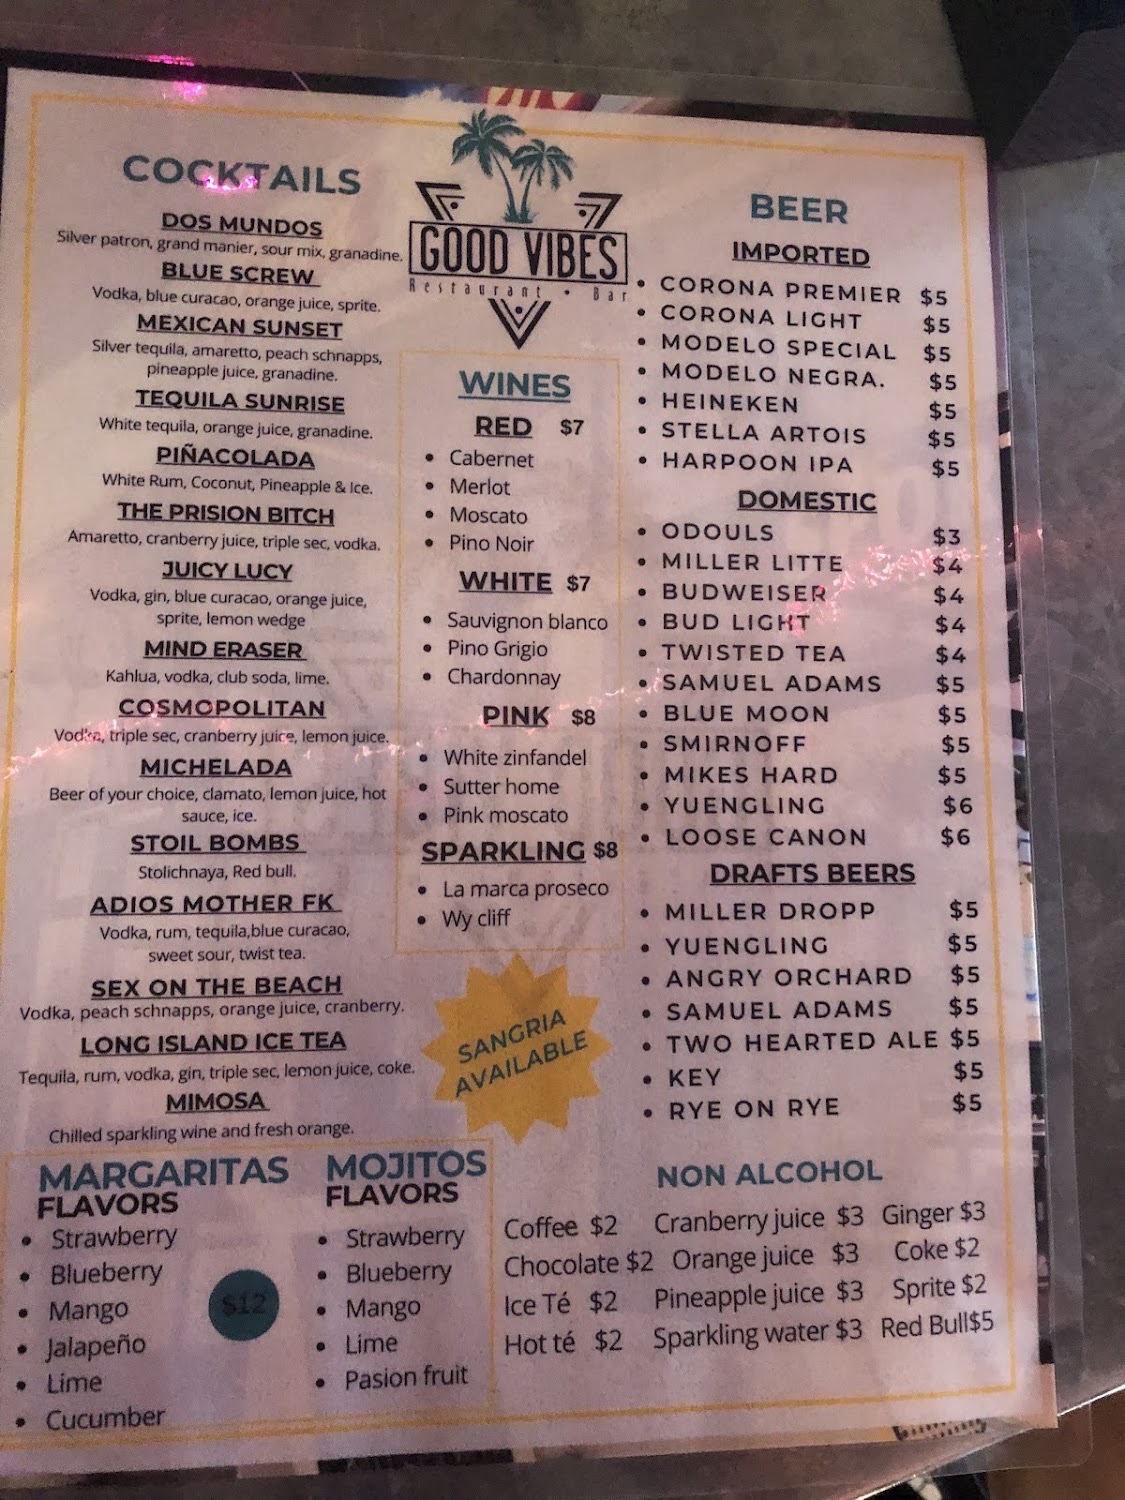 COCKTAILS
DOS MUNDOS
Silver patron, grand manier, sour mix, granadine.
BLUE SCREW
Vodka, blue curacao, orange juice, sprite.
MEXICAN SUNSET
Silver tequila, amaretto, peach schnapps,
pineapple juice, granadine.
TEQUILA SUNRISE
White tequila, orange juice, granadine.
PIÑACOLADA
White Rum, Coconut, Pineapple & Ice.
THE PRISION BITCH
Amaretto, cranberry juice, triple sec, vodka.
JUICY LUCY
Vodka, gin, blue curacao, orange juice,
sprite, lemon wedge
MIND ERASER
Kahlua, vodka, club soda, lime.
COSMOPOLITAN
Vodka, triple sec, cranberry juice, lemon juice.
MICHELADA
Beer of your choice, clamato, lemon juice, hot
sauce, ice.
STOIL BOMBS
Stolichnaya, Red bull.
ADIOS MOTHER FK
Vodka, rum, tequila,blue curacao,
sweet sour, twist tea.
SEX ON THE BEACH
Vodka, peach schnapps, orange juice, cranberry.
LONG ISLAND ICE TEA
Tequila, rum, vodka, gin, triple sec, lemon juice, coke.
MIMOSA
Chilled sparkling wine and fresh orange.
GOOD VIBES
Restaurant • Bar
WINES
RED $7
• Cabernet
• Merlot
• Moscato
• Pino Noir
WHITE $7
• Sauvignon blanco
• Pino Grigio
• Chardonnay
PINK $8
• White zinfandel
• Sutter home
• Pink moscato
SPARKLING $8
• La marca proseco
• Wy cliff
SANGRIA
AVAILABLE
BEER
IMPORTED
• CORONA PREMIER $5
• CORONA LIGHT $5
• MODELO SPECIAL $5
• MODELO NEGRA. $5
• HEINEKEN $5
• STELLA ARTOIS $5
• HARPOON IPA $5
DOMESTIC
• ODOULS $3
• MILLER LITTE $4
• BUDWEISER $4
• BUD LIGHT $4
• TWISTED TEA $4
• SAMUEL ADAMS $5
• BLUE MOON $5
• SMIRNOFF $5
• MIKES HARD $5
• YUENGLING $6
• LOOSE CANON $6
DRAFTS BEERS
• MILLER DROPP $5
• YUENGLING $5
• ANGRY ORCHARD $5
• SAMUEL ADAMS $5
• TWO HEARTED ALE $5
• KEY $5
• RYE ON RYE $5
MARGARITAS
FLAVORS
• Strawberry
• Blueberry
• Mango
• Jalapeño
• Lime
• Cucumber
$12
MOJITOS
FLAVORS
• Strawberry
• Blueberry
• Mango
• Lime
• Pasion fruit
NON ALCOHOL
Coffee $2 Cranberry juice $3 Ginger $3
Chocolate $2 Orange juice $3 Coke $2
Ice Té $2 Pineapple juice $3 Sprite $2
Hot té $2 Sparkling water $3 Red Bull$5